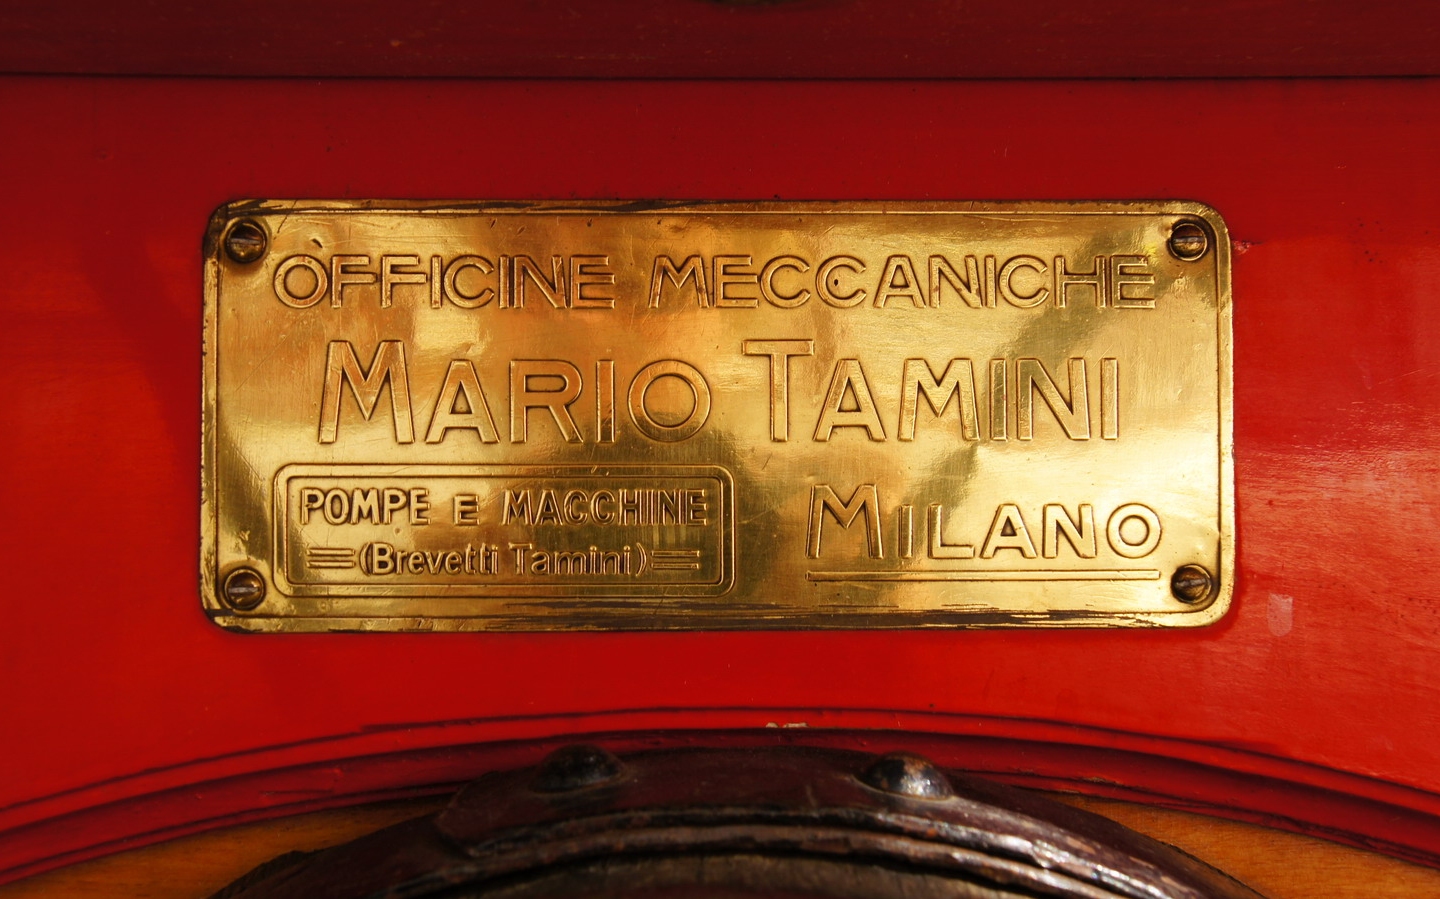 OFFICINE MECCANICHE
MARIO TAMINI
POMPE E MACCHINE
(Brevetti Tamini)
MILANO